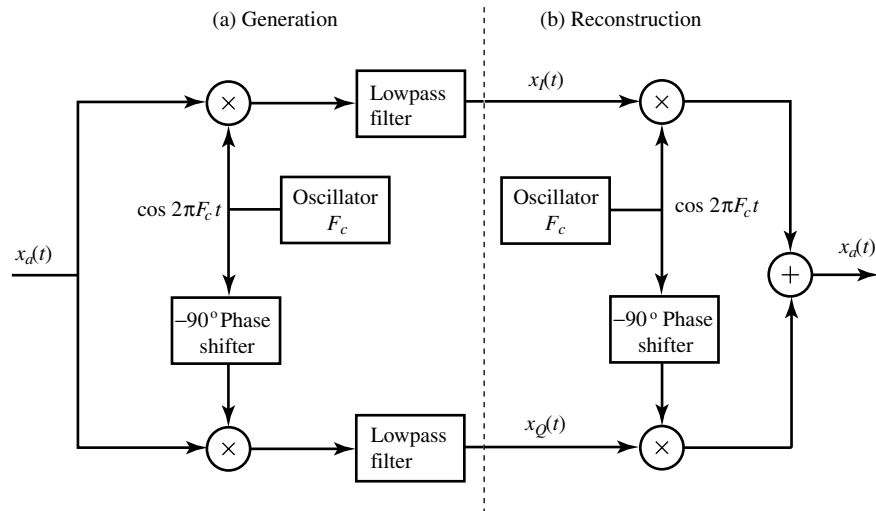 (a) Generation
(b) Reconstruction
Lowpass
filter
x_I(t)
cos 2πF_c t
Oscillator
F_c
Oscillator
F_c
cos 2πF_c t
x_a(t)
x_a(t)
−90° Phase
shifter
−90° Phase
shifter
Lowpass
filter
x_Q(t)
×
×
+
×
×